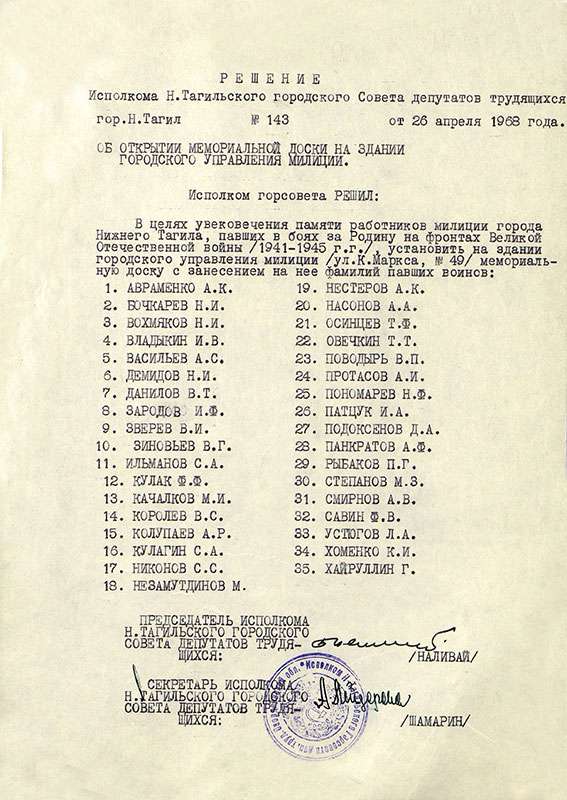 РЕШЕНИЕ
Исполкома Н.Тагильского городского Совета депутатов трудящихся
гор.Н.Тагил № 143 от 26 апреля 1968 года.
ОБ ОТКРЫТИИ МЕМОРИАЛЬНОЙ ДОСКИ НА ЗДАНИИ
ГОРОДСКОГО УПРАВЛЕНИЯ МИЛИЦИИ.
Исполком горсовета РЕШИЛ:
В целях увековечения памяти работников милиции города
Нижнего Тагила, павших в боях за Родину на фронтах Великой
Отечественной войны /1941-1945 г.г./, установить на здании
городского управления милиции /ул.К.Маркса, № 49/ мемориаль-
ную доску с занесением на нее фамилий павших воинов:
1. АВРАМЕНКО А.К.
2. БОЧКАРЕВ Н.И.
3. ВОХМЯКОВ Н.И.
4. ВЛАДЫКИН И.В.
5. ВАСИЛЬЕВ А.С.
6. ДЕМИДОВ Н.И.
7. ДАНИЛОВ В.Т.
8. ЗАРОДОВ И.Ф.
9. ЗВЕРЕВ В.И.
10. ЗИНОВЬЕВ В.Г.
11. ИЛЬМАНОВ С.А.
12. КУЛАК Ф.Ф.
13. КАЧАЛКОВ М.И.
14. КОРОЛЕВ В.С.
15. КОЛУПАЕВ А.Р.
16. КУЛАГИН С.А.
17. НИКОНОВ С.С.
18. НЕЗАМУТДИНОВ М.
19. НЕСТЕРОВ А.К.
20. НАСОНОВ А.А.
21. ОСИНЦЕВ Т.Ф.
22. ОВЕЧКИН Т.Т.
23. ПОВОДЫРЬ В.П.
24. ПРОТАСОВ А.И.
25. ПОНОМАРЕВ Н.Ф.
26. ПАТЦУК И.А.
27. ПОДОКСЕНОВ Д.А.
28. ПАНКРАТОВ А.Ф.
29. РЫБАКОВ П.Г.
30. СТЕПАНОВ М.З.
31. СМИРНОВ А.В.
32. САВИН Ф.В.
33. УСТЮГОВ Л.А.
34. ХОМЕНКО К.И.
35. ХАЙРУЛЛИН Г.
ПРЕДСЕДАТЕЛЬ ИСПОЛКОМА
Н.ТАГИЛЬСКОГО ГОРОДСКОГО
СОВЕТА ДЕПУТАТОВ ТРУДЯ-
ЩИХСЯ: /НАЛИВАЙ/
СЕКРЕТАРЬ ИСПОЛКОМА
Н.ТАГИЛЬСКОГО ГОРОДСКОГО
СОВЕТА ДЕПУТАТОВ ТРУДЯ-
ЩИХСЯ: /ШАМАРИН/